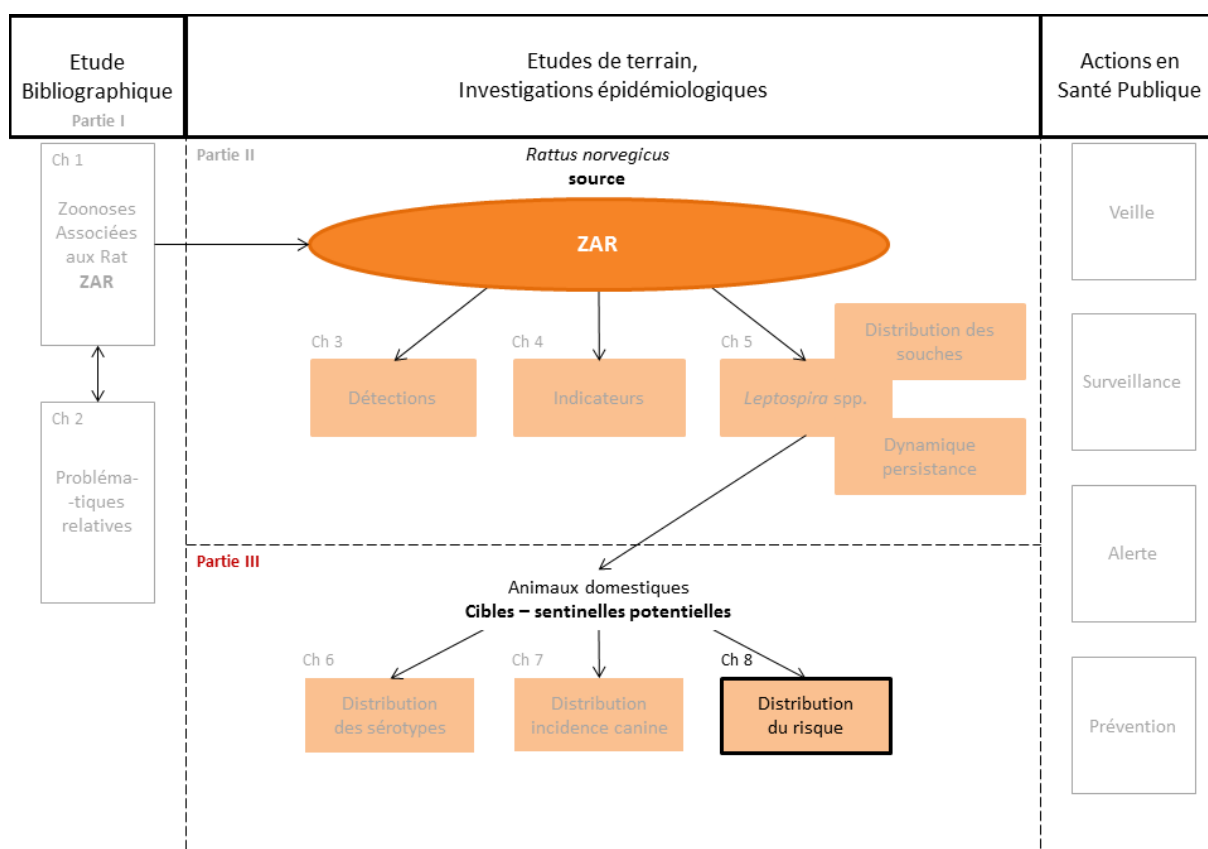 Etude
Bibliographique
Partie I
Etudes de terrain,
Investigations épidémiologiques
Actions en
Santé Publique
Ch 1
Zoonoses
Associées
aux Rat
ZAR
Ch 2
Probléma-
-tiques
relatives
Partie II
Rattus norvegicus
source
ZAR
Ch 3
Détections
Ch 4
Indicateurs
Ch 5
Leptospira spp.
Distribution des
souches
Dynamique
persistance
Partie III
Animaux domestiques
Cibles – sentinelles potentielles
Ch 6
Distribution
des sérotypes
Ch 7
Distribution
incidence canine
Ch 8
Distribution
du risque
Veille
Surveillance
Alerte
Prévention